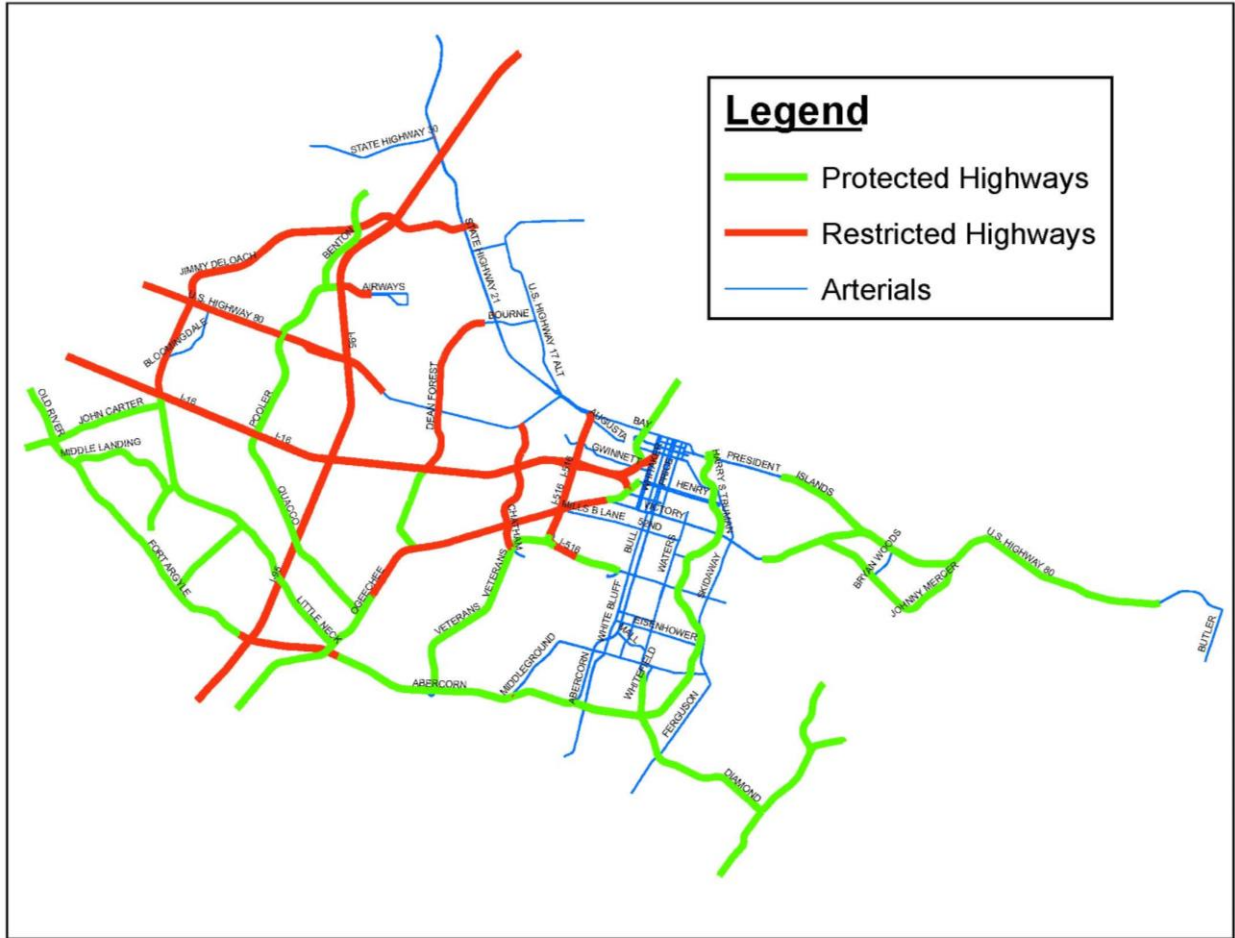 Legend
Protected Highways
Restricted Highways
Arterials
STATE HIGHWAY 30
BENTON
JIMMY DELOACH
STATE HIGHWAY 21
AIRWAYS
U.S. HIGHWAY 80
BLOOMINGDALE
I-95
BOURNE
U.S. HIGHWAY 17 ALT
OLD RIVER
JOHN CARTER
I-16
POOLER
DEAN FOREST
MIDDLE LANDING
I-16
AUGUSTA
BAY
GWINNETT
WHITAKER
PRICE
HARRY S TRUMAN
PRESIDENT
ISLANDS
I-516
I-516
HENRY
QUACCO
CHATHAM
MILLS B LANE
VICTORY
52ND
BULL
WATERS
SKIDAWAY
I-516
FORT ARGYLE
I-95
OGEECHEE
VETERANS
VETERANS
LITTLE NECK
BRYAN WOODS
JOHNNY MERCER
U.S. HIGHWAY 80
BUTLER
WHITE BLUFF
EISENHOWER
MALL
MIDDLEGROUND
ABERCORN
ABERCORN
WHITEFIELD
FERGUSON
DIAMOND